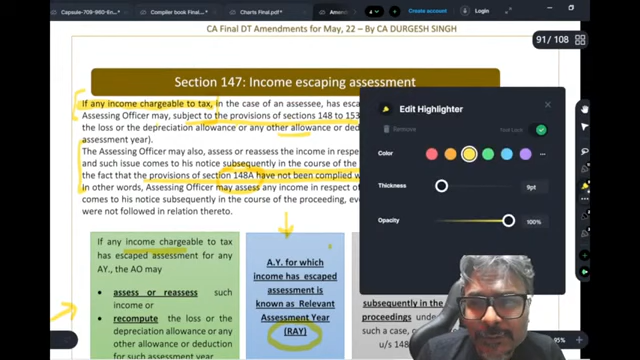 Capsule-709-960-En
Compiler book Final...
Charts Final.pdf*
Amen
4
Create account
Login
CA Final DT Amendments for May, 22 – By CA DURGESH SINGH
91 / 108
Section 147: Income escaping assessment
If any income chargeable to tax, in the case of an assessee, has esca
Assessing Officer may, subject to the provisions of sections 148 to 153
the loss or the depreciation allowance or any other allowance or dedu
assessment year).
The Assessing Officer may also, assess or reassess the income in respe
and such issue comes to his notice subsequently in the course of the
the fact that the provisions of section 148A have not been complied w
In other words, Assessing Officer may assess any income in respect of
comes to his notice subsequently in the course of the proceeding, eve
were not followed in relation thereto.
Edit Highlighter
Remove
Text Lock
Color
Thickness
9pt
Opacity
100%
If any income chargeable to tax
has escaped assessment for any
AY., the AO may
• assess or reassess such
income or
• recompute the loss or the
depreciation allowance or any
other allowance or
deduction for such assessment
A.Y. for which
income has escaped
assessment is
known as Relevant
Assessment Year
(RAY)
subsequently in the
proceedings unde
such a case, c
u/s 148
95%